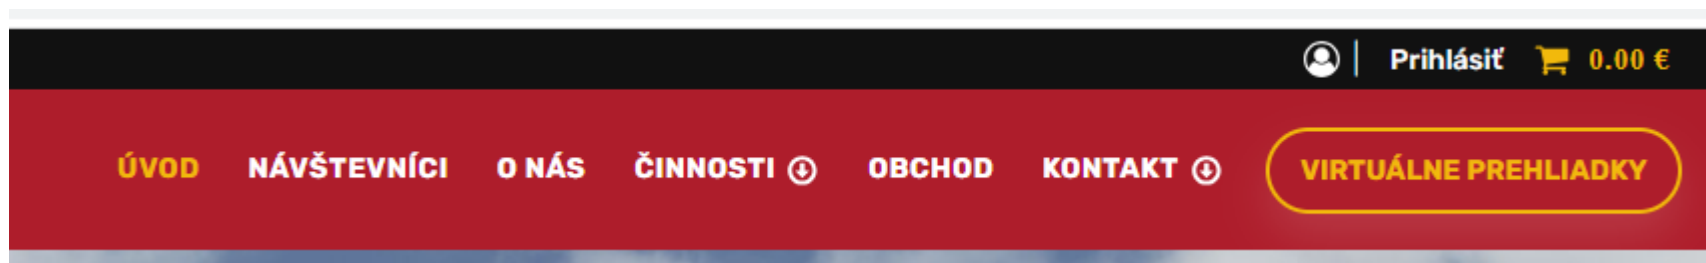 Prihlásiť 0.00 €
ÚVOD NÁVŠTEVNÍCI O NÁS ČINNOSTI OBCHOD KONTAKT VIRTUÁLNE PREHLIADKY